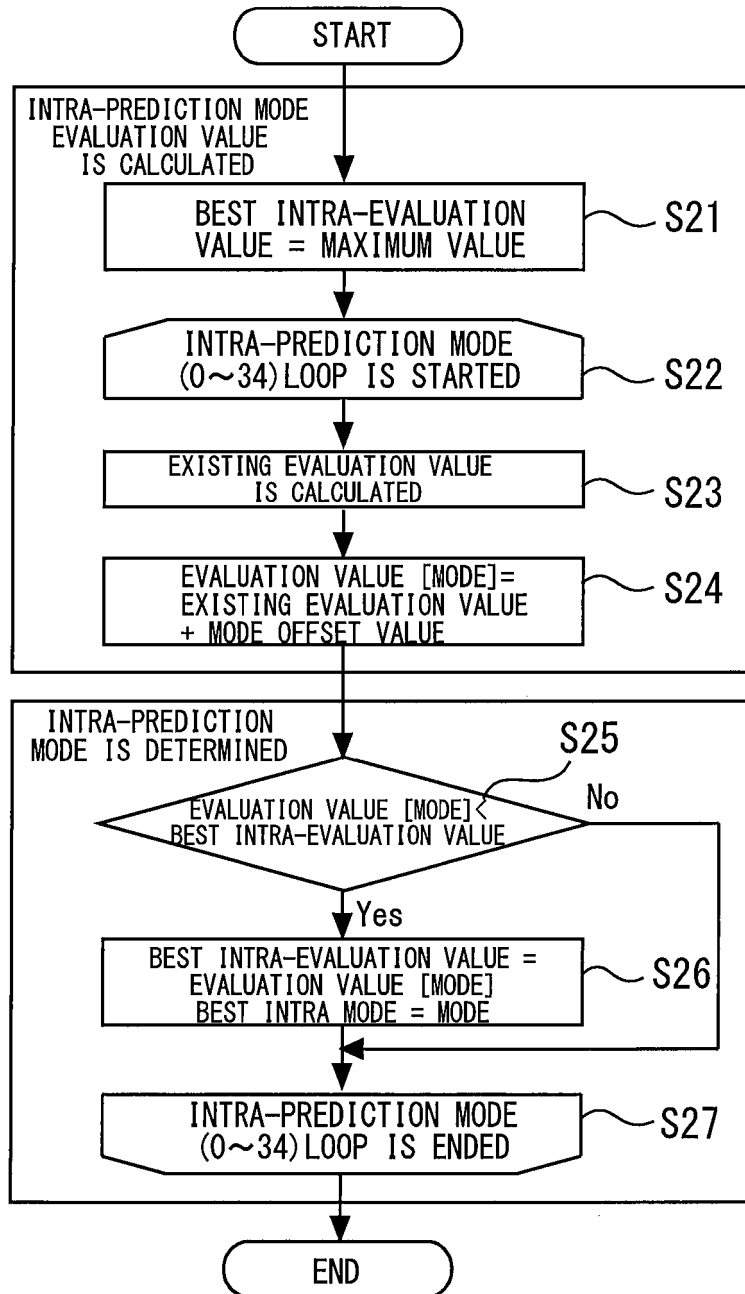 START
INTRA-PREDICTION MODE
EVALUATION VALUE
IS CALCULATED
BEST INTRA-EVALUATION
VALUE = MAXIMUM VALUE
S21
INTRA-PREDICTION MODE
(0~34)LOOP IS STARTED
S22
EXISTING EVALUATION VALUE
IS CALCULATED
S23
EVALUATION VALUE [MODE]=
EXISTING EVALUATION VALUE
+ MODE OFFSET VALUE
S24
INTRA-PREDICTION
MODE IS DETERMINED
S25
EVALUATION VALUE [MODE]<
BEST INTRA-EVALUATION VALUE
No
Yes
BEST INTRA-EVALUATION VALUE =
EVALUATION VALUE [MODE]
BEST INTRA MODE = MODE
S26
INTRA-PREDICTION MODE
(0~34)LOOP IS ENDED
S27
END